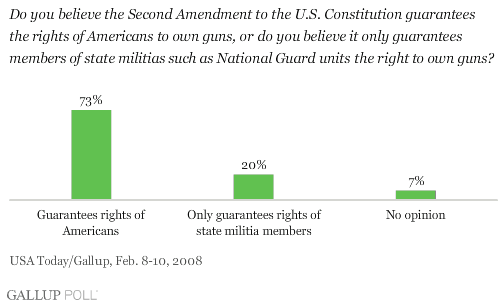 Do you believe the Second Amendment to the U.S. Constitution guarantees
the rights of Americans to own guns, or do you believe it only guarantees
members of state militias such as National Guard units the right to own guns?
73%
20%
7%
Guarantees rights of
Americans
Only guarantees rights of
state militia members
No opinion
USA Today/Gallup, Feb. 8-10, 2008
GALLUP POLL